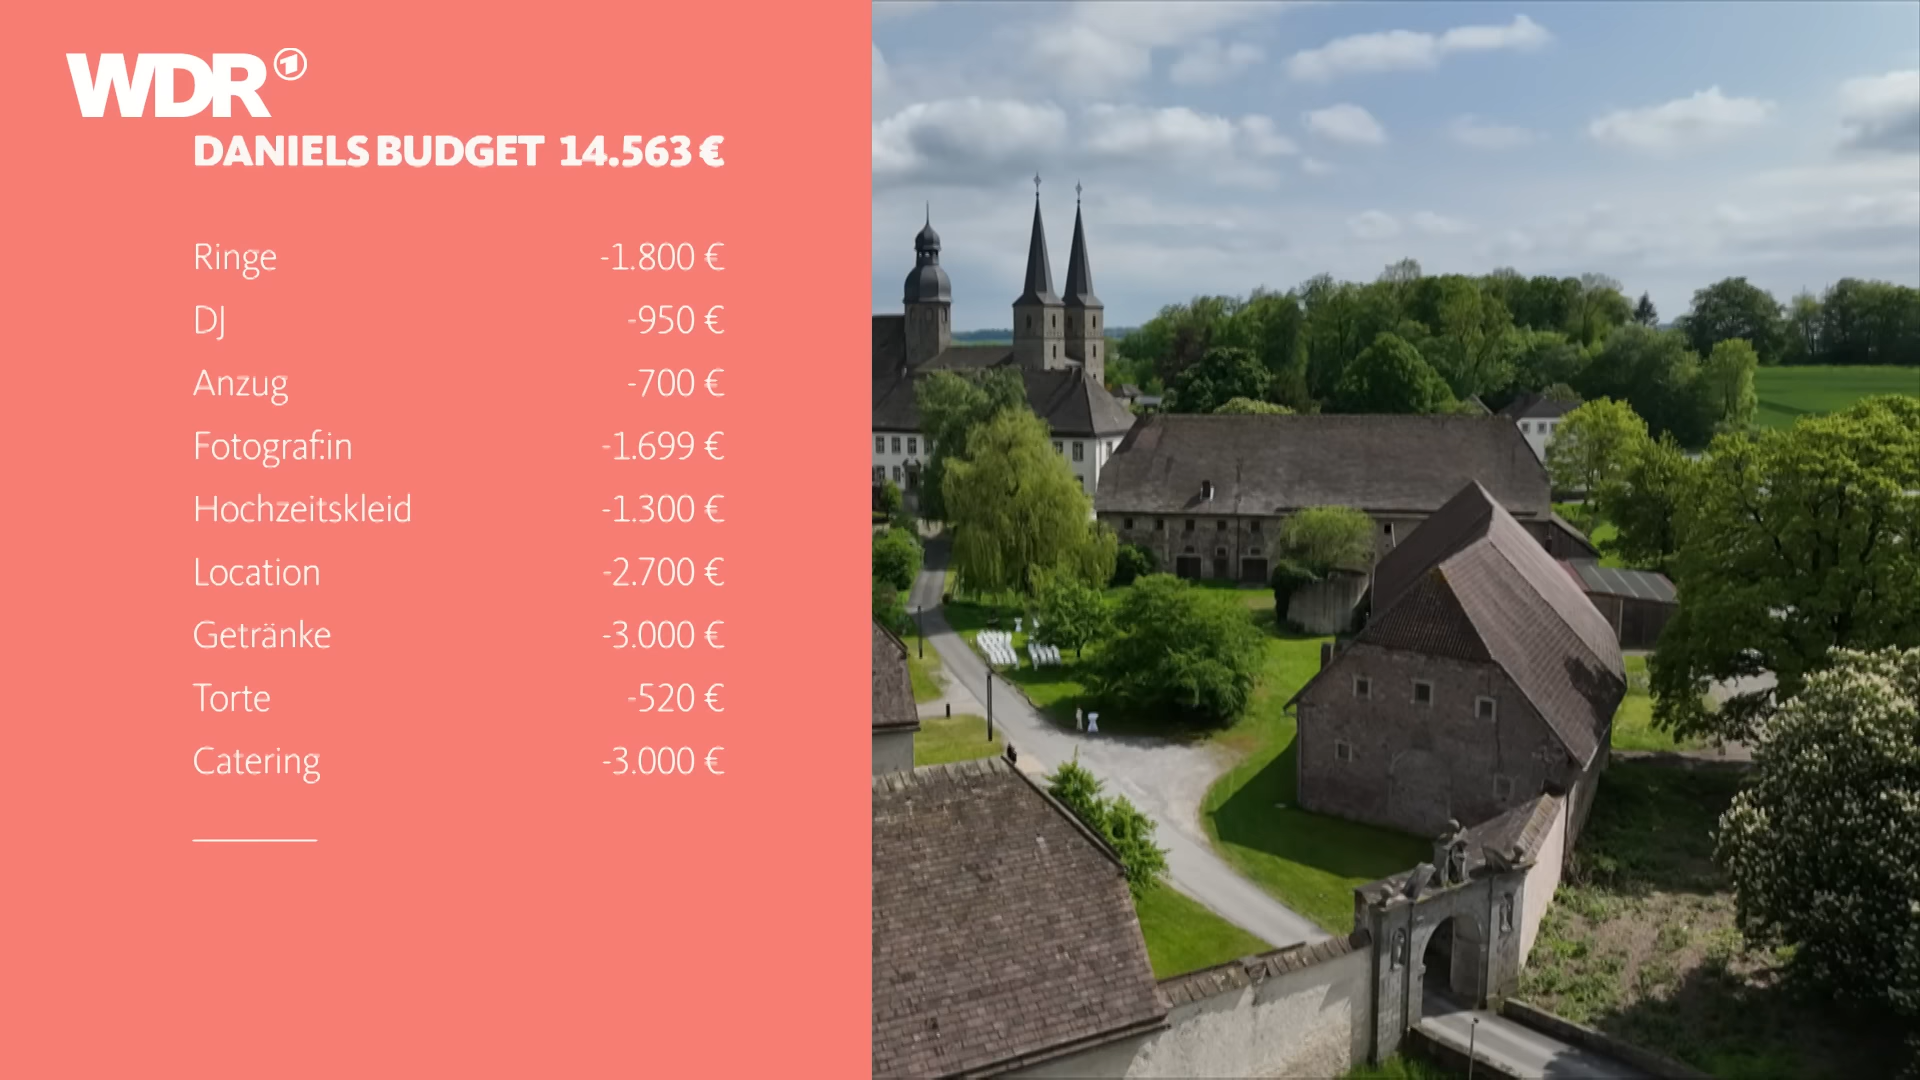 WDR
DANIELS BUDGET 14.563 €
Ringe -1.800 €
DJ -950 €
Anzug -700 €
Fotograf:in -1.699 €
Hochzeitskleid -1.300 €
Location -2.700 €
Getränke -3.000 €
Torte -520 €
Catering -3.000 €